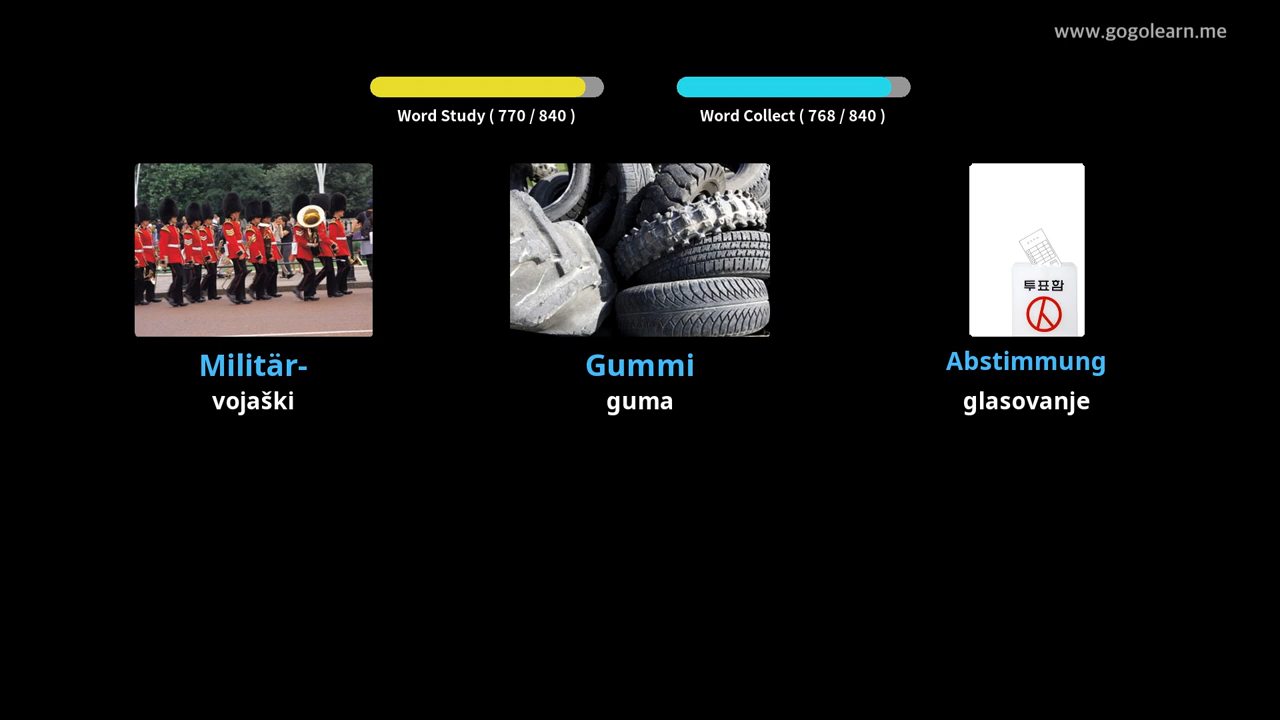 www.gogolearn.me
Word Study ( 770 / 840 )
Word Collect ( 768 / 840 )
투표함
Militär-
Gummi
Abstimmung
vojaški
guma
glasovanje